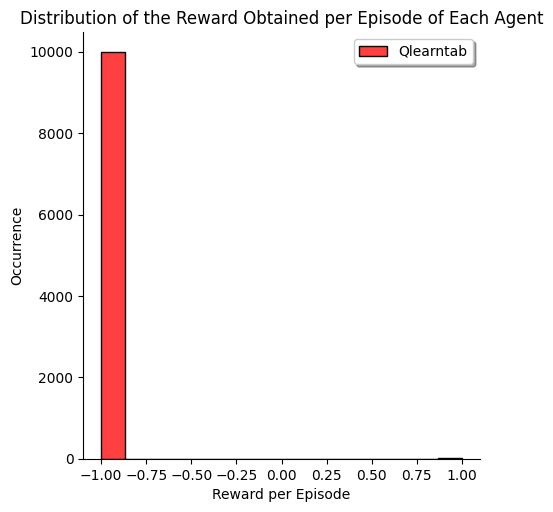 Distribution of the Reward Obtained per Episode of Each Agent
Qlearntab
10000
8000
6000
4000
2000
0
Occurrence
−1.00 −0.75 −0.50 −0.25 0.00 0.25 0.50 0.75 1.00
Reward per Episode